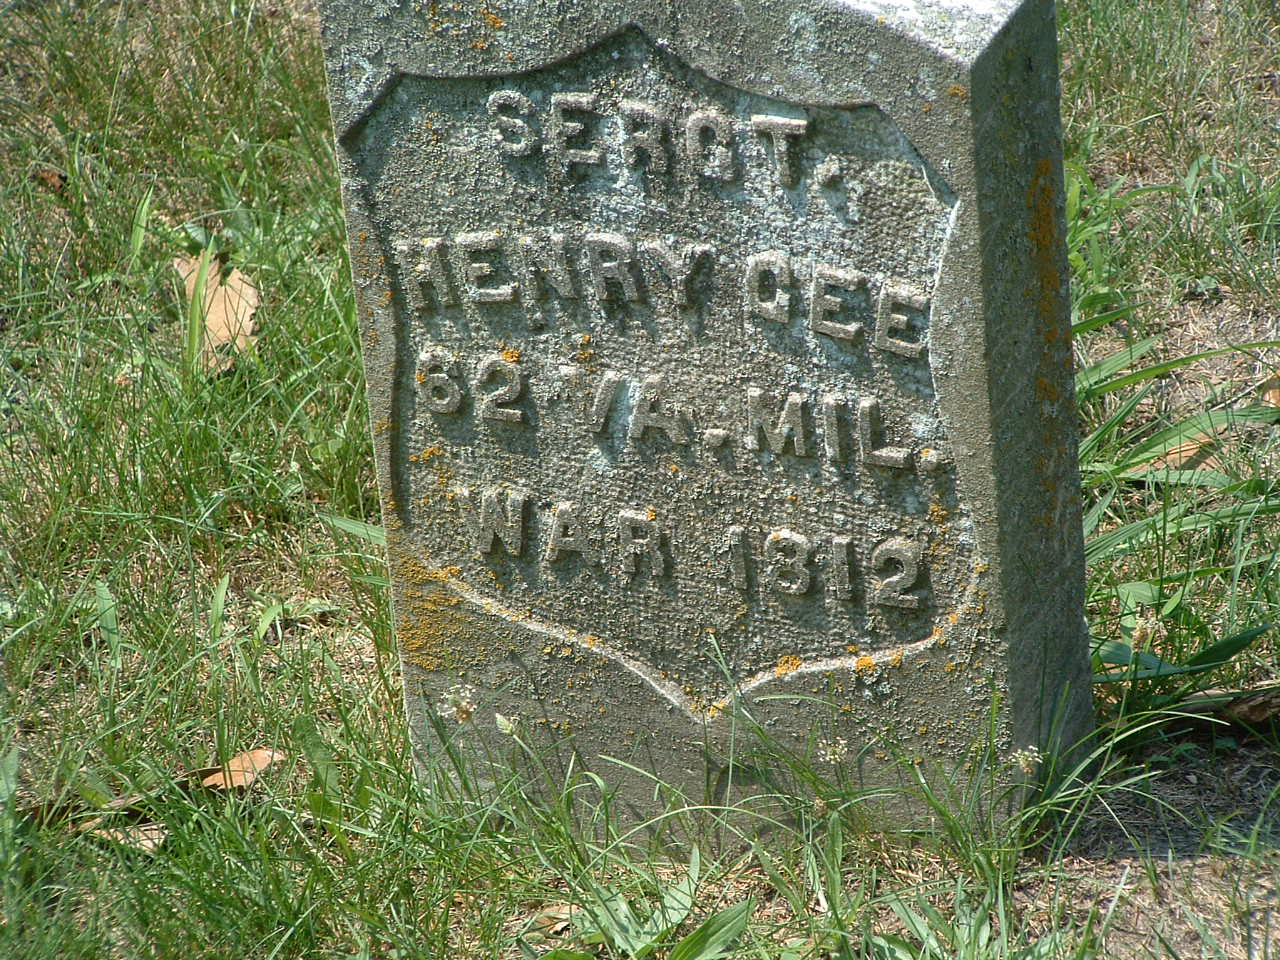 SERGT.
HENRY GEE
62 VA. MIL.
WAR 1812